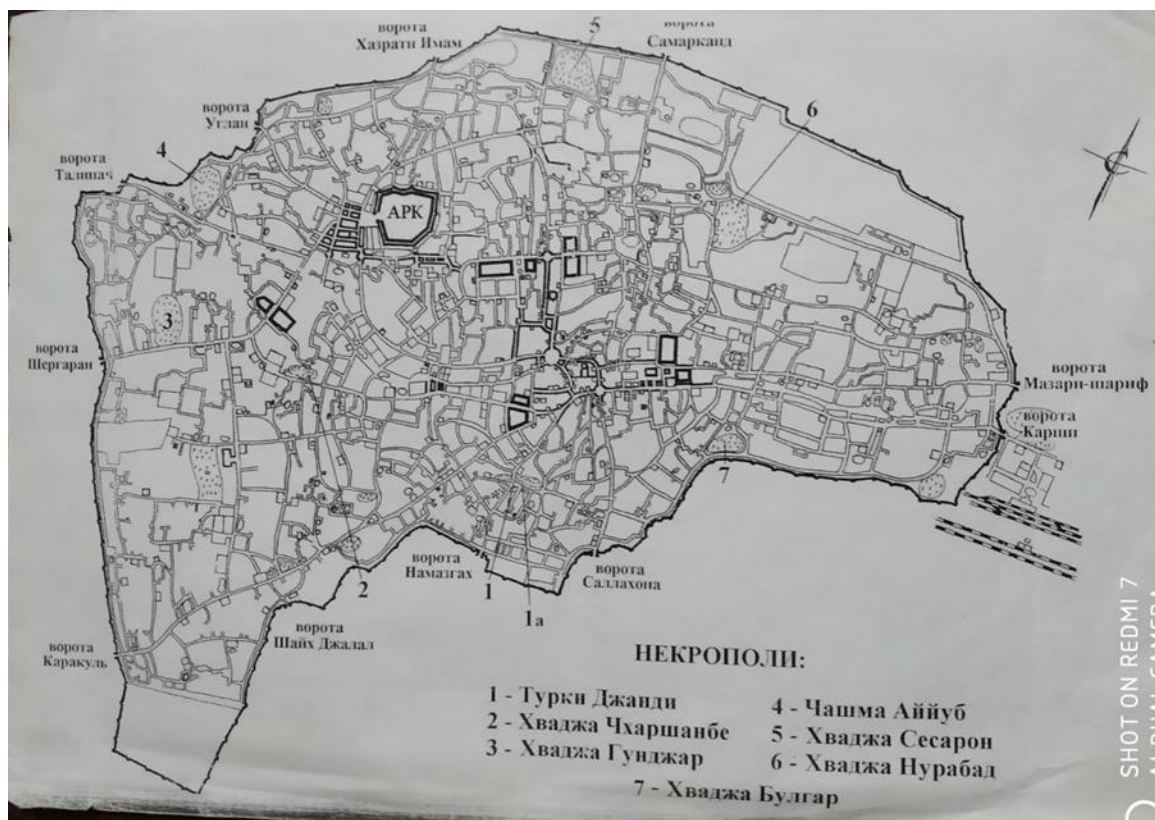 ворота
Хазрати Имам
5
ворота
Самарканд
6
ворота
Углан
4
ворота
Талипач
АРК
3
ворота
Шергаран
ворота
Мазари-шариф
ворота
Карши
7
ворота
Намазгах
ворота
Саллахона
2
1
1а
ворота
Шайх Джалал
ворота
Каракуль
НЕКРОПОЛИ:
1 - Турки Джанди
2 - Хваджа Чхаршанбе
3 - Хваджа Гунджар
4 - Чашма Аййуб
5 - Хваджа Сесарон
6 - Хваджа Нурабад
7 - Хваджа Булгар
SHOT ON REDMI 7
AI DUAL CAMERA